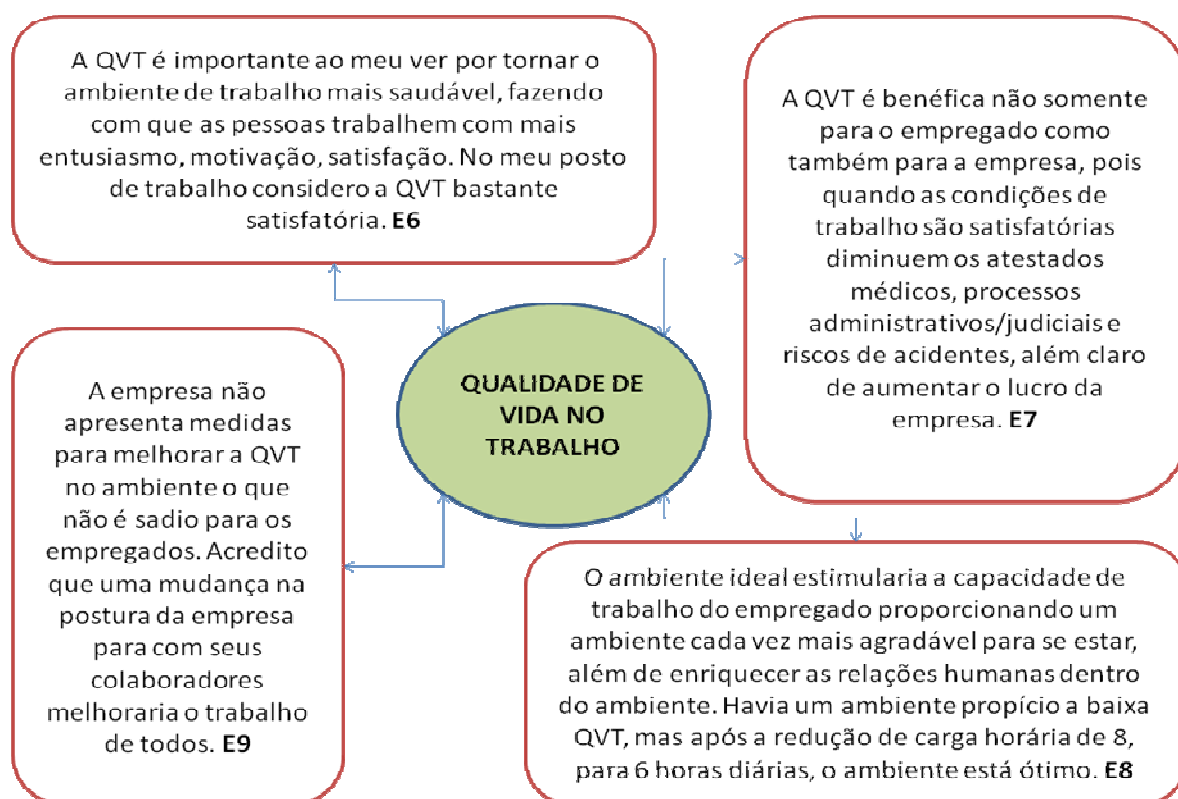 A QVT é importante ao meu ver por tornar o
ambiente de trabalho mais saudável, fazendo
com que as pessoas trabalhem com mais
entusiasmo, motivação, satisfação. No meu posto
de trabalho considero a QVT bastante
satisfatória. E6
A QVT é benéfica não somente
para o empregado como
também para a empresa, pois
quando as condições de
trabalho são satisfatórias
diminuem os atestados
médicos, processos
administrativos/judiciais e
riscos de acidentes, além claro
de aumentar o lucro da
empresa. E7
QUALIDADE DE
VIDA NO
TRABALHO
A empresa não
apresenta medidas
para melhorar a QVT
no ambiente o que
não é sadio para os
empregados. Acredito
que uma mudança na
postura da empresa
para com seus
colaboradores
melhoraria o trabalho
de todos. E9
O ambiente ideal estimularia a capacidade de
trabalho do empregado proporcionando um
ambiente cada vez mais agradável para se estar,
além de enriquecer as relações humanas dentro
do ambiente. Havia um ambiente propício a baixa
QVT, mas após a redução de carga horária de 8,
para 6 horas diárias, o ambiente está ótimo. E8